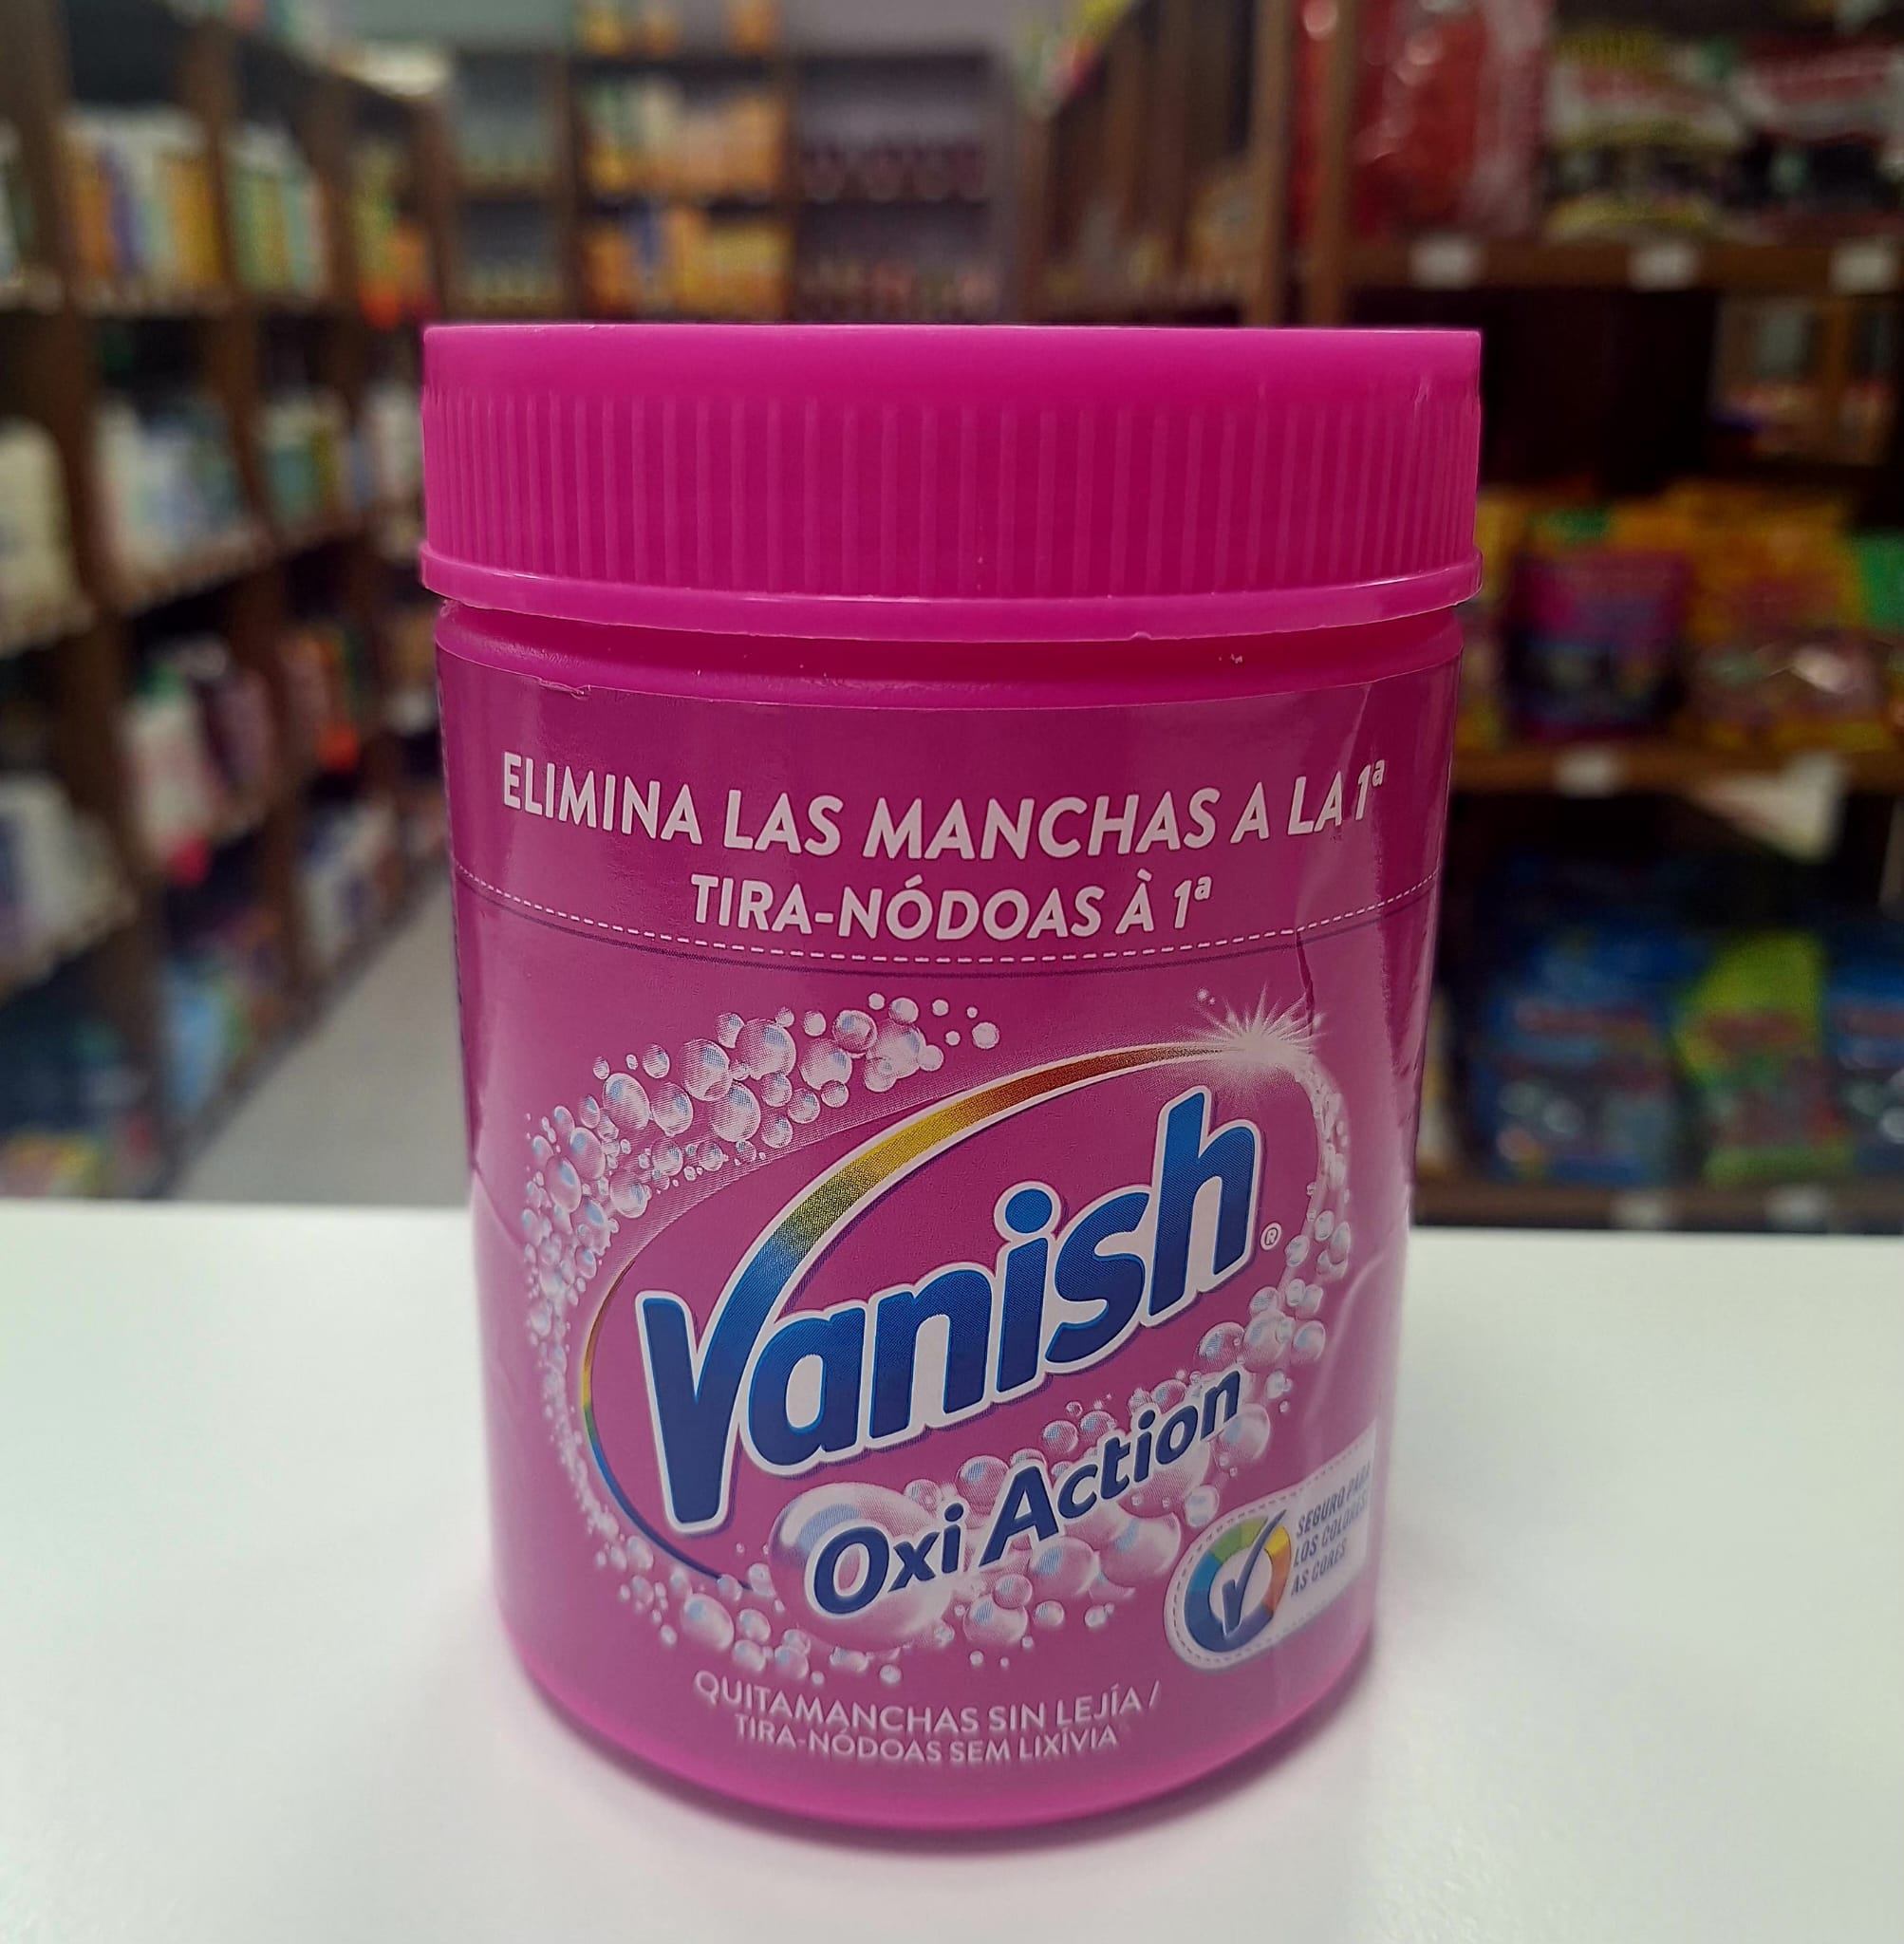 ELIMINA LAS MANCHAS A LA 1ª
TIRA-NÓDOAS À 1ª
Vanish®
Oxi Action
SEGURO PARA
LOS COLORES
AS CORES
QUITAMANCHAS SIN LEJÍA /
TIRA-NÓDOAS SEM LIXÍVIA